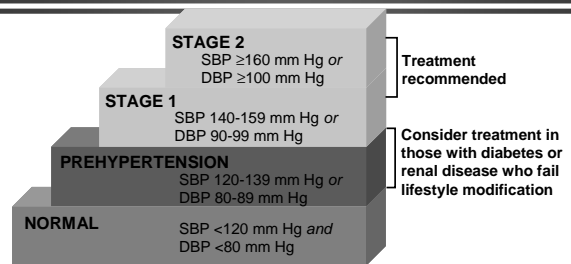 STAGE 2
SBP ≥160 mm Hg or
DBP ≥100 mm Hg
Treatment
recommended
STAGE 1
SBP 140-159 mm Hg or
DBP 90-99 mm Hg
Consider treatment in
those with diabetes or
renal disease who fail
lifestyle modification
PREHYPERTENSION
SBP 120-139 mm Hg or
DBP 80-89 mm Hg
NORMAL
SBP <120 mm Hg and
DBP <80 mm Hg